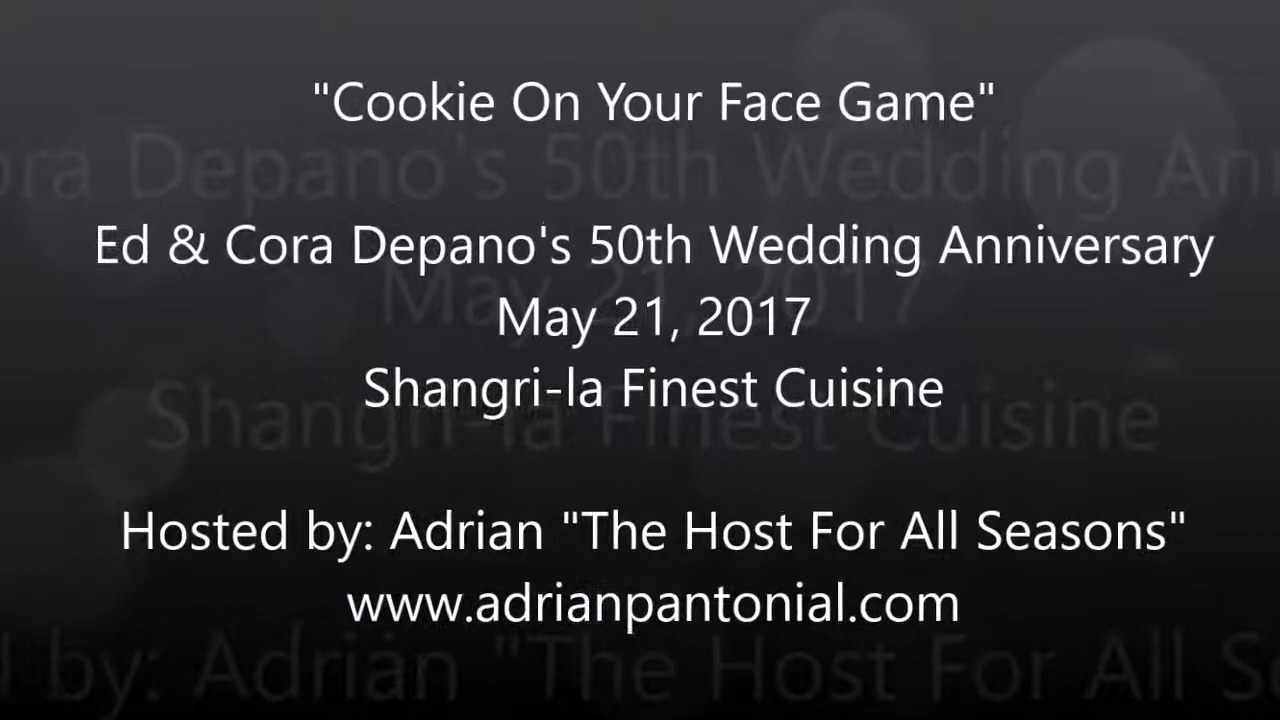 "Cookie On Your Face Game"
Ed & Cora Depano's 50th Wedding Anniversary
May 21, 2017
Shangri-la Finest Cuisine
Hosted by: Adrian "The Host For All Seasons"
www.adrianpantonial.com